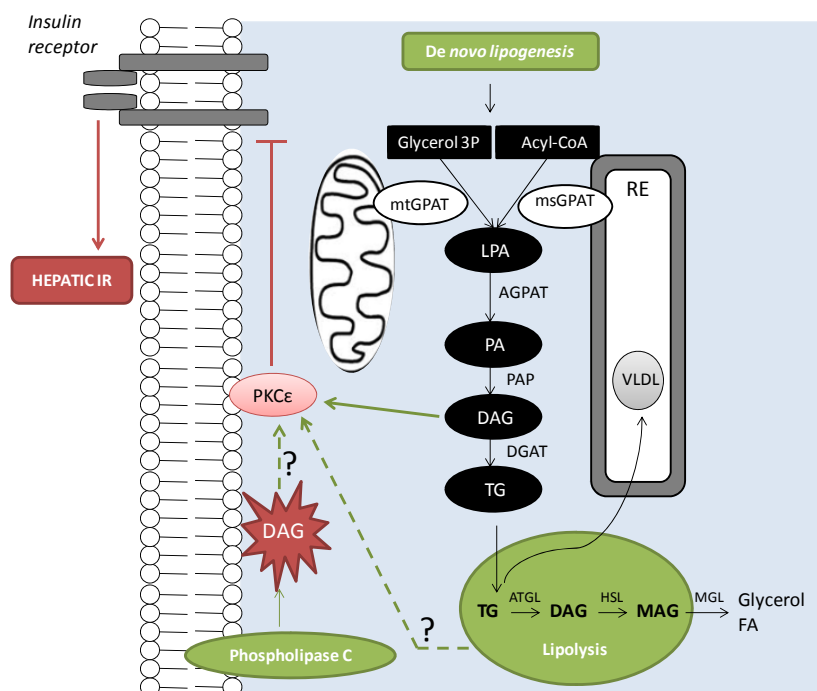 Insulin
receptor
De novo lipogenesis
Glycerol 3P
Acyl-CoA
RE
mtGPAT
msGPAT
LPA
HEPATIC IR
AGPAT
PA
PAP
VLDL
PKCε
DAG
DGAT
?
TG
DAG
TG
ATGL
DAG
HSL
MAG
MGL
Glycerol
FA
?
Phospholipase C
Lipolysis